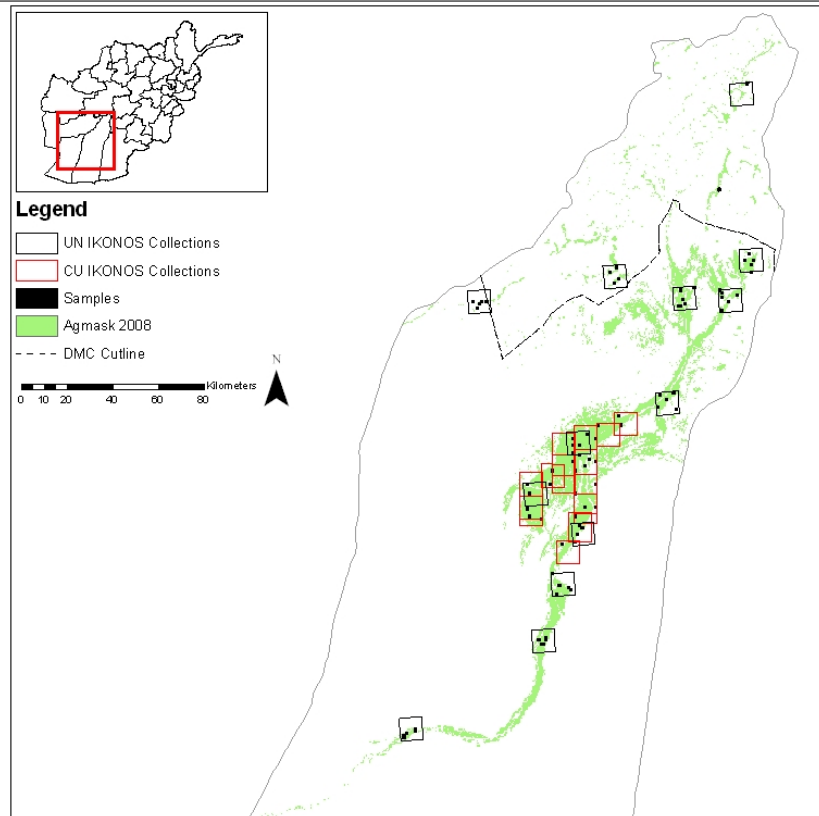 Legend
UN IKONOS Collections
CU IKONOS Collections
Samples
Agmask 2008
DMC Cutline
N
Kilometers
0 10 20 40 60 80